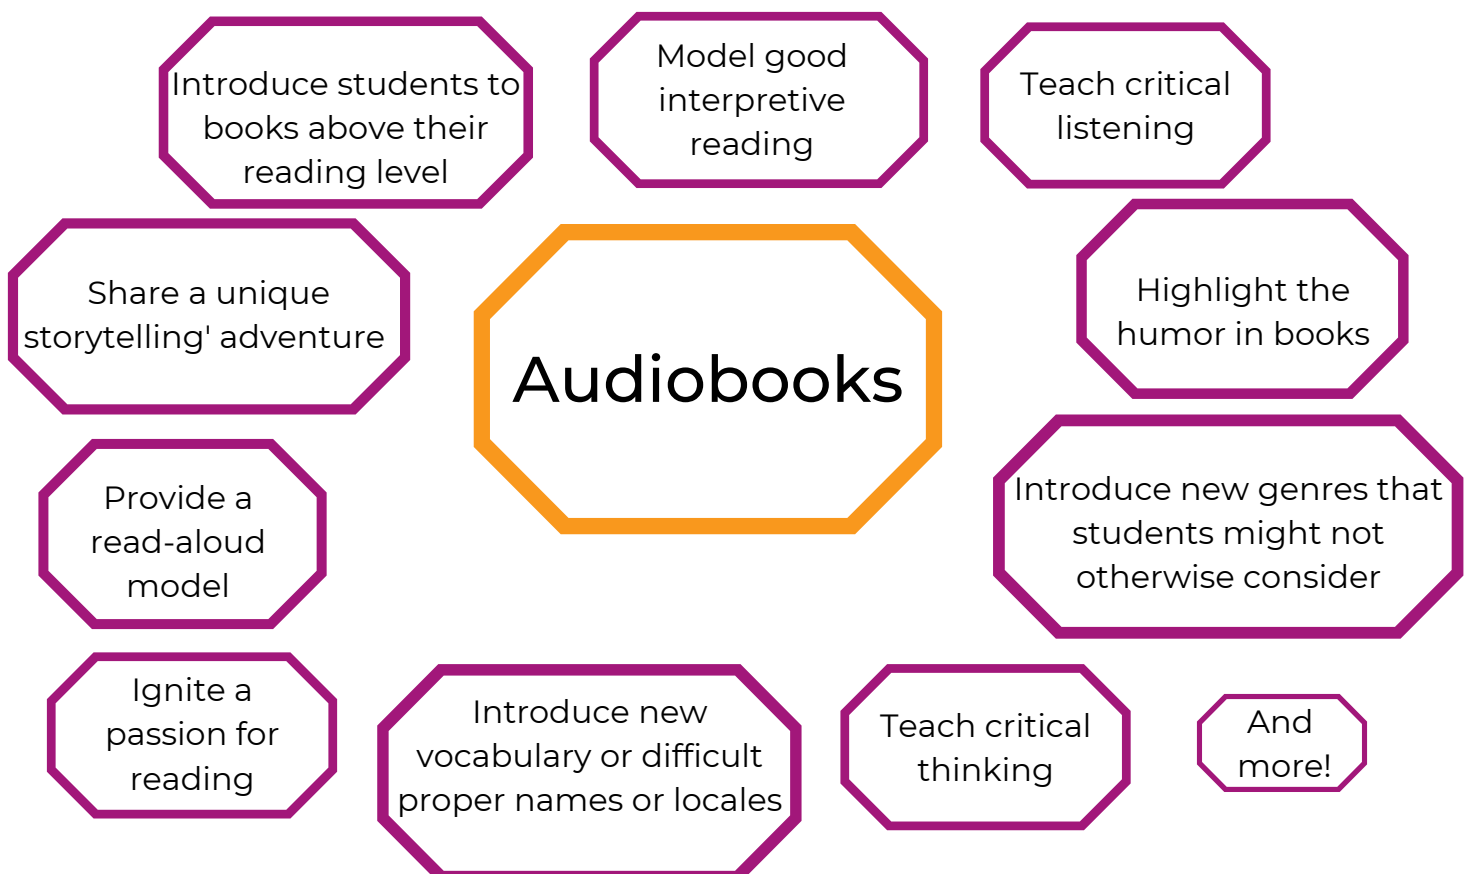 Introduce students to
books above their
reading level
Model good
interpretive
reading
Teach critical
listening
Share a unique
storytelling' adventure
Audiobooks
Highlight the
humor in books
Provide a
read-aloud
model
Introduce new genres that
students might not
otherwise consider
Ignite a
passion for
reading
Introduce new
vocabulary or difficult
proper names or locales
Teach critical
thinking
And
more!